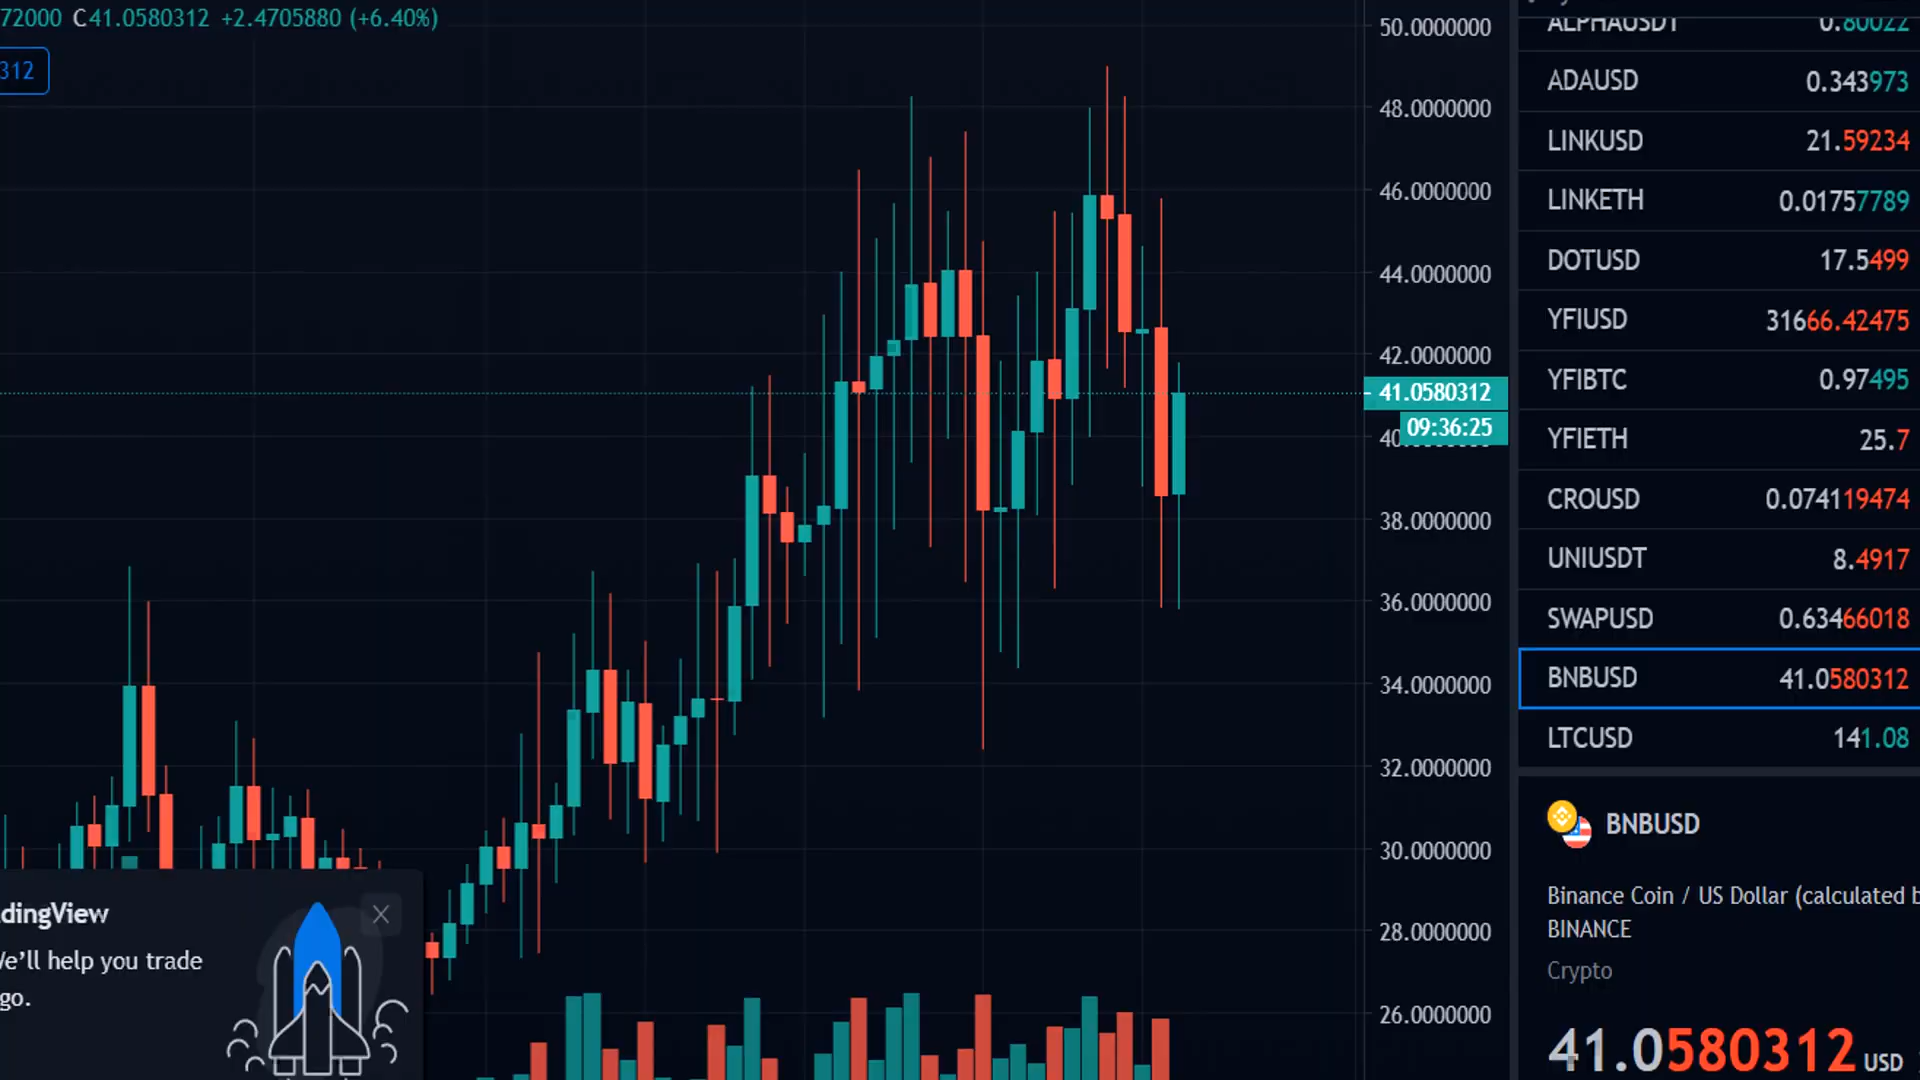 72000 C41.0580312 +2.4705880 (+6.40%)
312
50.0000000
48.0000000
46.0000000
44.0000000
42.0000000
41.0580312
09:36:25
38.0000000
36.0000000
34.0000000
32.0000000
30.0000000
28.0000000
26.0000000
ALPHAUSDT 0.80022
ADAUSD 0.343973
LINKUSD 21.59234
LINKETH 0.01757789
DOTUSD 17.5499
YFIUSD 31666.42475
YFIBTC 0.97495
YFIETH 25.7
CROUSD 0.074119474
UNIUSDT 8.4917
SWAPUSD 0.63466018
BNBUSD 41.0580312
LTCUSD 141.08
BNBUSD
Binance Coin / US Dollar (calculated b
BINANCE
Crypto
41.0580312 USD
dingView
We’ll help you trade
go.